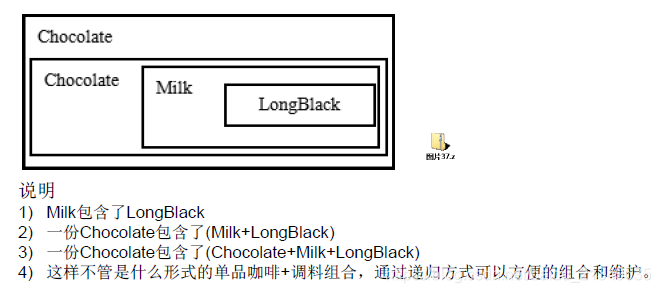 Chocolate
Chocolate
Milk
LongBlack
图片37.z
说明
1) Milk包含了LongBlack
2) 一份Chocolate包含了(Milk+LongBlack)
3) 一份Chocolate包含了(Chocolate+Milk+LongBlack)
4) 这样不管是什么形式的单品咖啡+调料组合，通过递归方式可以方便的组合和维护。